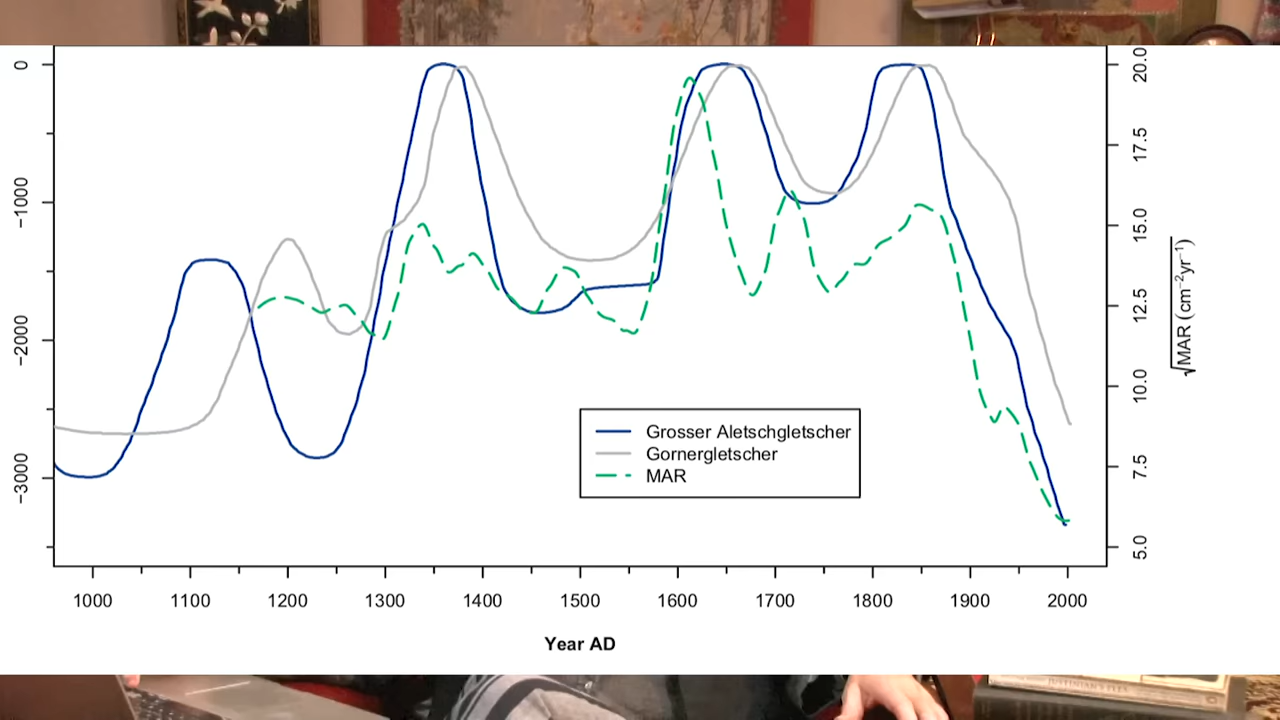 0
−1000
−2000
−3000
20.0
17.5
15.0
12.5
10.0
7.5
5.0
√MAR (cm⁻²yr⁻¹)
Grosser Aletschgletscher
Gornergletscher
MAR
1000 1100 1200 1300 1400 1500 1600 1700 1800 1900 2000
Year AD
JUSTINIAN'S FLEA